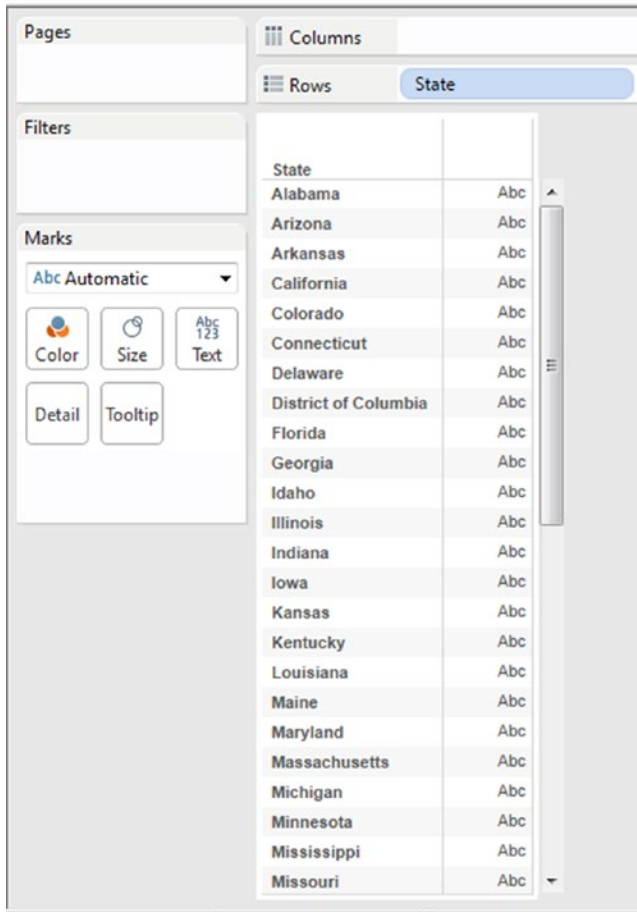 Pages
Columns
Rows State
Filters
Marks
Abc Automatic
Color Size Abc 123 Text
Detail Tooltip
State
Alabama Abc
Arizona Abc
Arkansas Abc
California Abc
Colorado Abc
Connecticut Abc
Delaware Abc
District of Columbia Abc
Florida Abc
Georgia Abc
Idaho Abc
Illinois Abc
Indiana Abc
Iowa Abc
Kansas Abc
Kentucky Abc
Louisiana Abc
Maine Abc
Maryland Abc
Massachusetts Abc
Michigan Abc
Minnesota Abc
Mississippi Abc
Missouri Abc